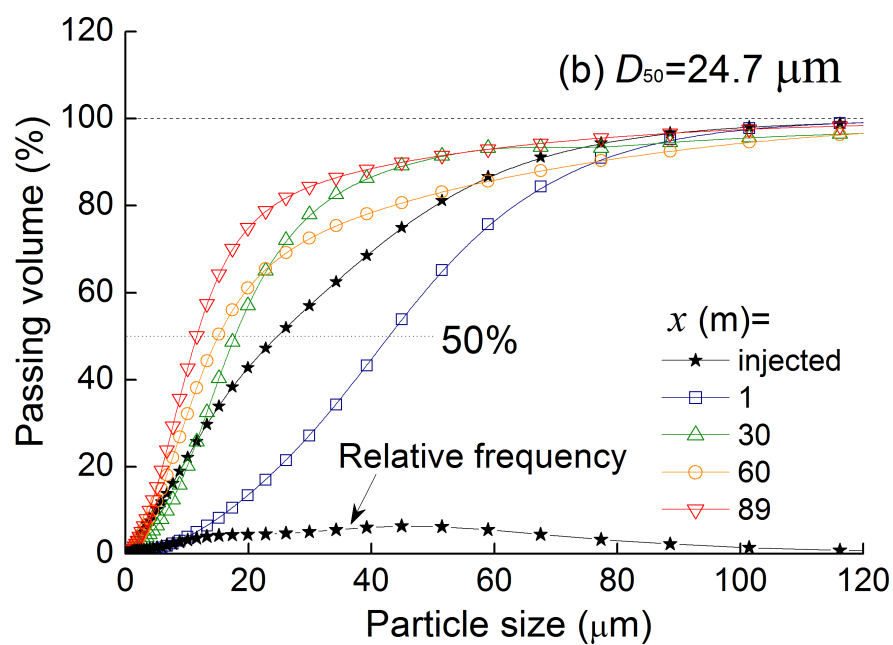 120
(b) D50=24.7 μm
100
80
60
40
20
0
Passing volume (%)
50%
x (m)=
injected
1
30
60
89
Relative frequency
0 20 40 60 80 100 120
Particle size (μm)